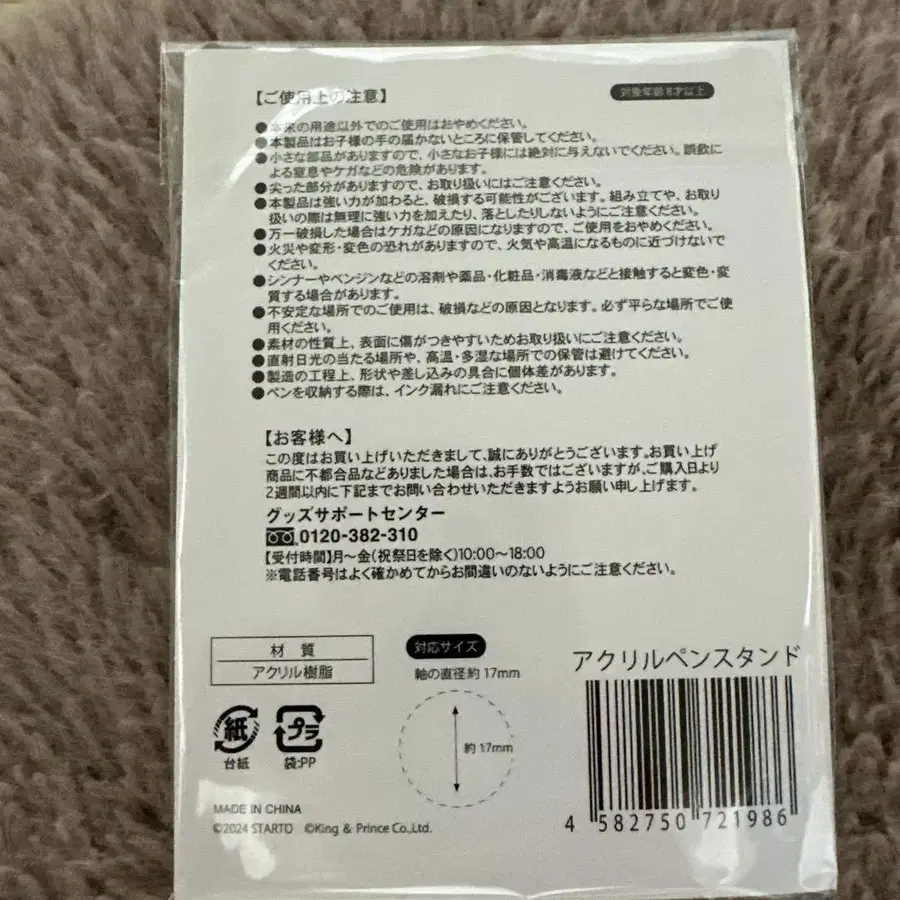 【ご使用上の注意】
対象年齢8才以上
●本来の用途以外でのご使用はおやめください。
●本製品はお子様の手の届かないところに保管してください。
●小さな部品がありますので、小さなお子様には絶対に与えないでください。誤飲に
よる窒息やケガなどの危険があります。
●尖った部分がありますので、お取り扱いにはご注意ください。
●本製品は強い力が加わると、破損する可能性がございます。組み立てや、お取り
扱いの際は無理に強い力を加えたり、落としたりしないようにご注意ください。
●万一破損した場合はケガなどの原因になりますので、ご使用をおやめください。
●火災や変形・変色の恐れがありますので、火気や高温になるものに近づけないで
ください。
●シンナーやベンジンなどの溶剤や薬品・化粧品・消毒液などと接触すると変色・変
質する場合があります。
●不安定な場所でのご使用は、破損などの原因となります。必ず平らな場所でご使
用ください。
●素材の性質上、表面に傷がつきやすいためお取り扱いにご注意ください。
●直射日光の当たる場所や、高温・多湿な場所での保管は避けてください。
●製造の工程上、形状や差し込みの具合に個体差があります。
●ペンを収納する際は、インク漏れにご注意ください。
【お客様へ】
この度はお買い上げいただきまして、誠にありがとうございます。お買い上げ
商品に不都合品などありました場合は、お手数ではございますが、ご購入日より
2週間以内に下記までお問い合わせいただきますようお願い申し上げます。
グッズサポートセンター
0120-382-310
【受付時間】月〜金(祝祭日を除く)10:00〜18:00
※電話番号はよく確かめてからお間違いのないようにご注意ください。
材 質
アクリル樹脂
対応サイズ
軸の直径約17mm
約17mm
アクリルペンスタンド
紙
台紙
プラ
袋:PP
MADE IN CHINA
©2024 STARTO ©King & Prince Co.,Ltd.
4 582750 721986